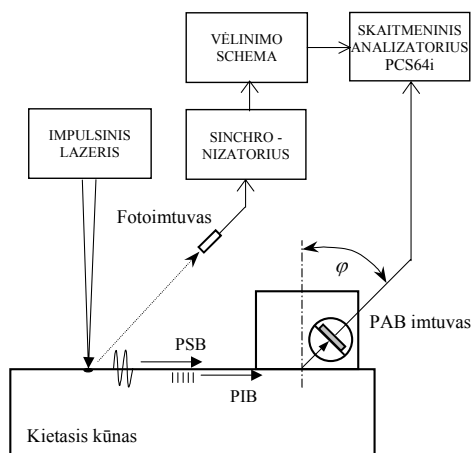 VĖLINIMO
SCHEMA
SKAITMENINIS
ANALIZATORIUS
PCS64i
IMPULSINIS
LAZERIS
SINCHRO -
NIZATORIUS
Fotoimtuvas
φ
PAB imtuvas
PSB
PIB
Kietasis kūnas